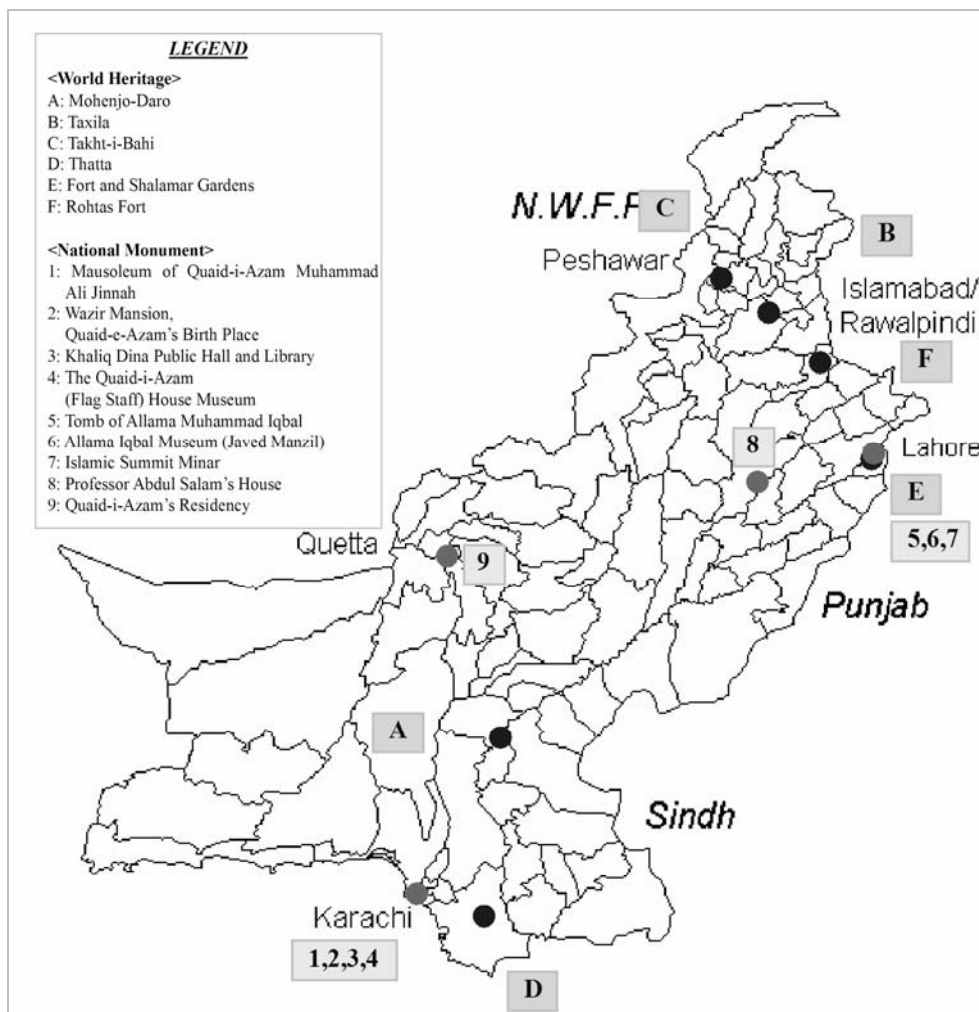 LEGEND
<World Heritage>
A: Mohenjo-Daro
B: Taxila
C: Takht-i-Bahi
D: Thatta
E: Fort and Shalamar Gardens
F: Rohtas Fort
<National Monument>
1: Mausoleum of Quaid-i-Azam Muhammad
Ali Jinnah
2: Wazir Mansion,
Quaid-e-Azam's Birth Place
3: Khaliq Dina Public Hall and Library
4: The Quaid-i-Azam
(Flag Staff) House Museum
5: Tomb of Allama Muhammad Iqbal
6: Allama Iqbal Museum (Javed Manzil)
7: Islamic Summit Minar
8: Professor Abdul Salam's House
9: Quaid-i-Azam's Residency
N.W.F.
C
B
Peshawar
Islamabad/
Rawalpindi
F
8
Lahore
E
5,6,7
Quetta
9
Punjab
A
Sindh
Karachi
1,2,3,4
D